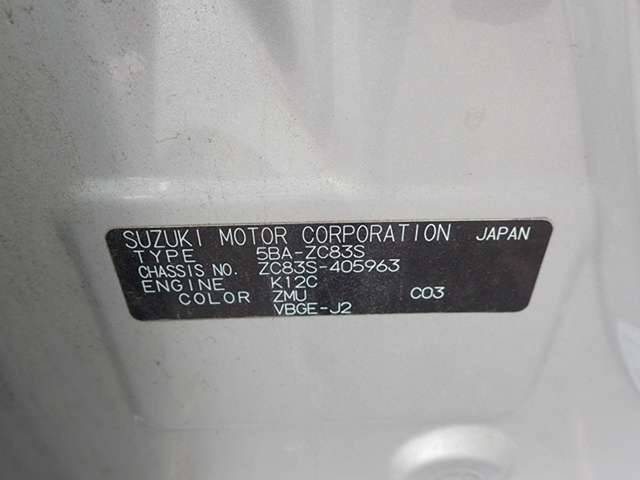 SUZUKI MOTOR CORPORATION JAPAN
TYPE 5BA-ZC83S
CHASSIS NO. ZC83S-405963
ENGINE K12C
COLOR ZMU C03
VBGE-J2